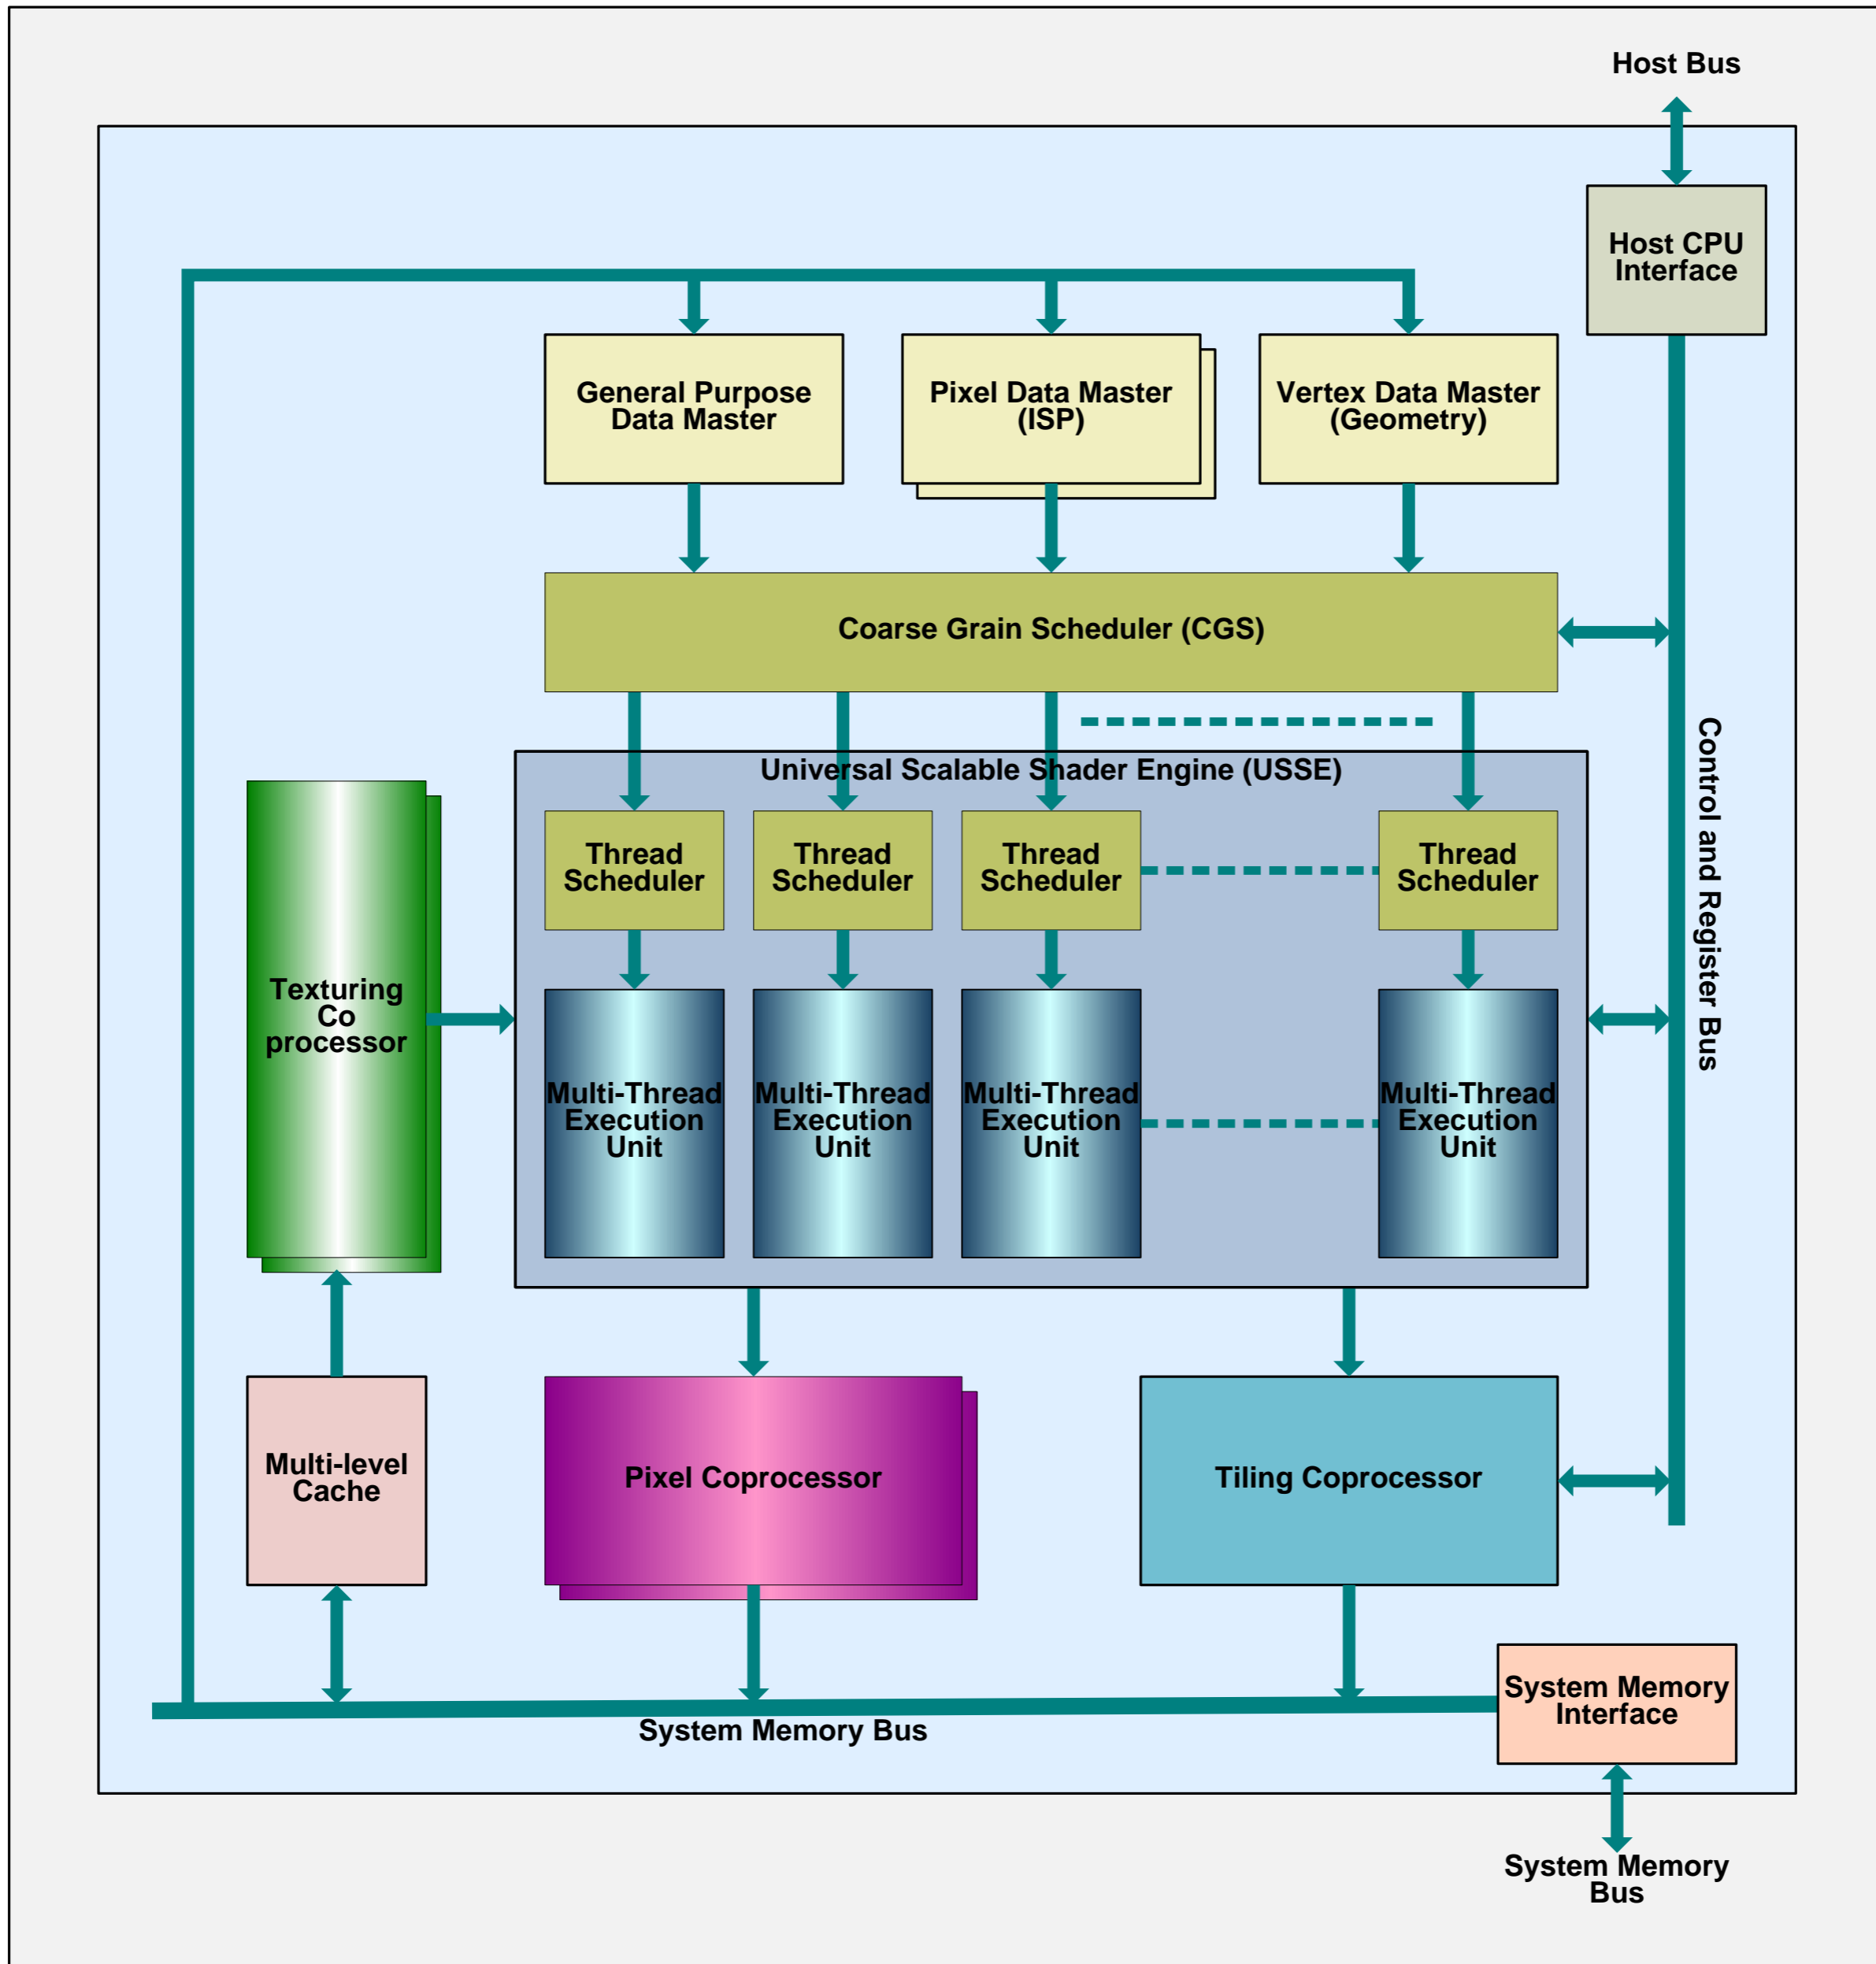 Host Bus
Host CPU
Interface
General Purpose
Data Master
Pixel Data Master
(ISP)
Vertex Data Master
(Geometry)
Coarse Grain Scheduler (CGS)
Control and Register Bus
Universal Scalable Shader Engine (USSE)
Thread
Scheduler
Thread
Scheduler
Thread
Scheduler
Thread
Scheduler
Texturing
Co
processor
Multi-Thread
Execution
Unit
Multi-Thread
Execution
Unit
Multi-Thread
Execution
Unit
Multi-Thread
Execution
Unit
Multi-level
Cache
Pixel Coprocessor
Tiling Coprocessor
System Memory
Interface
System Memory Bus
System Memory
Bus